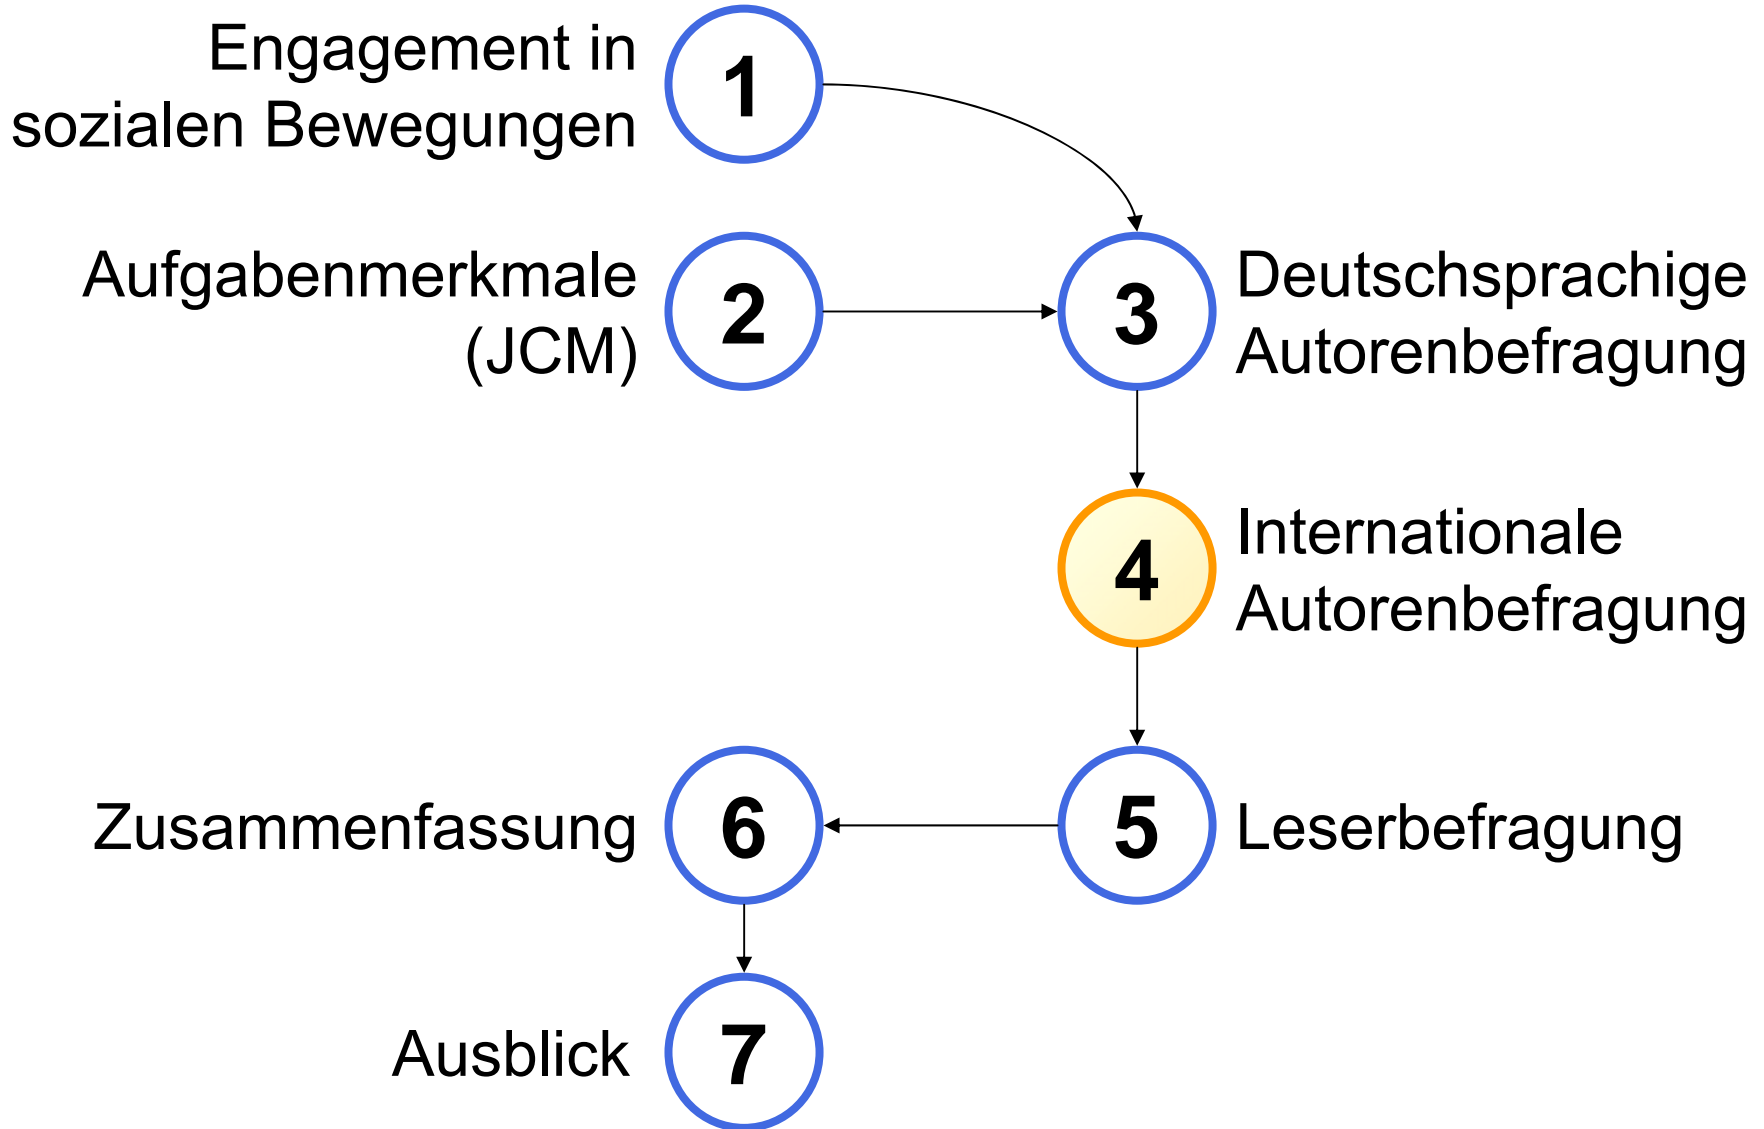 Engagement in
sozialen Bewegungen
1
Aufgabenmerkmale
(JCM)
2
3
Deutschsprachige
Autorenbefragung
4
Internationale
Autorenbefragung
Zusammenfassung
6
5
Leserbefragung
Ausblick
7